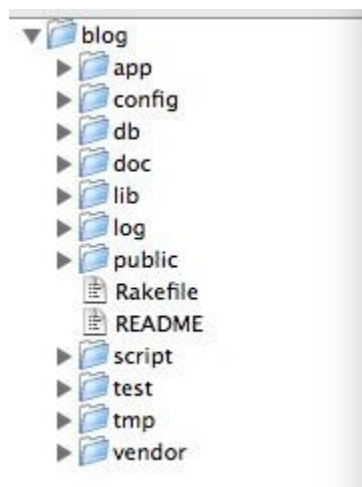 blog
app
config
db
doc
lib
log
public
Rakefile
README
script
test
tmp
vendor